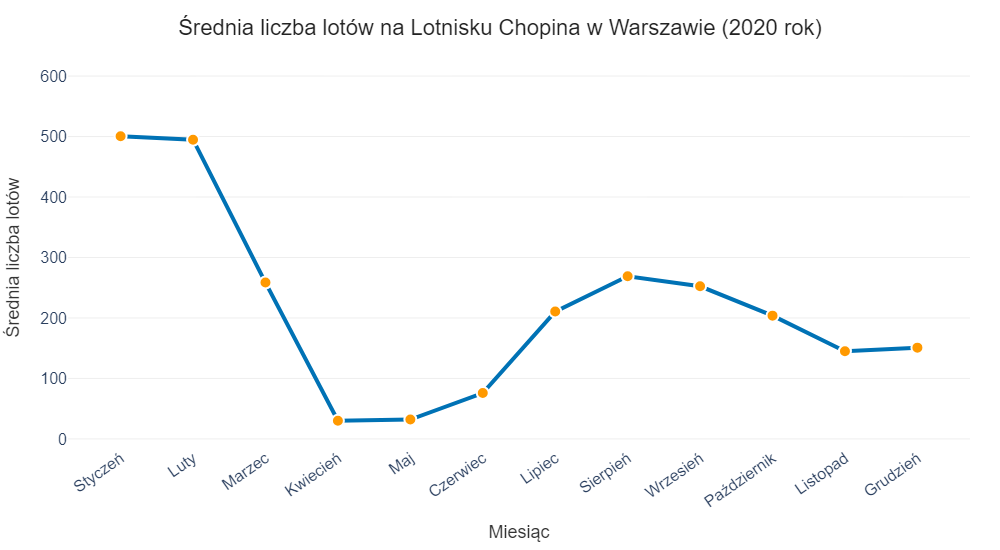 Średnia liczba lotów na Lotnisku Chopina w Warszawie (2020 rok)
Średnia liczba lotów
600
500
400
300
200
100
0
Styczeń
Luty
Marzec
Kwiecień
Maj
Czerwiec
Lipiec
Sierpień
Wrzesień
Październik
Listopad
Grudzień
Miesiąc